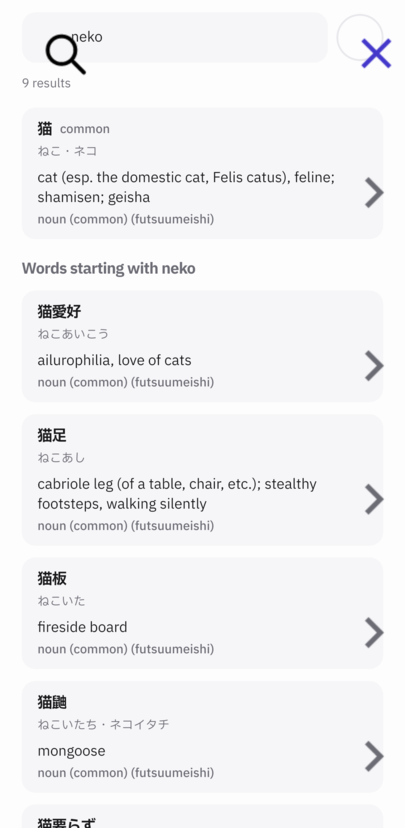 neko
9 results
猫 common
ねこ・ネコ
cat (esp. the domestic cat, Felis catus), feline;
shamisen; geisha
noun (common) (futsuumeishi)
Words starting with neko
猫愛好
ねこあいこう
ailurophilia, love of cats
noun (common) (futsuumeishi)
猫足
ねこあし
cabriole leg (of a table, chair, etc.); stealthy
footsteps, walking silently
noun (common) (futsuumeishi)
猫板
ねこいた
fireside board
noun (common) (futsuumeishi)
猫鼬
ねこいたち・ネコイタチ
mongoose
noun (common) (futsuumeishi)
猫要らず